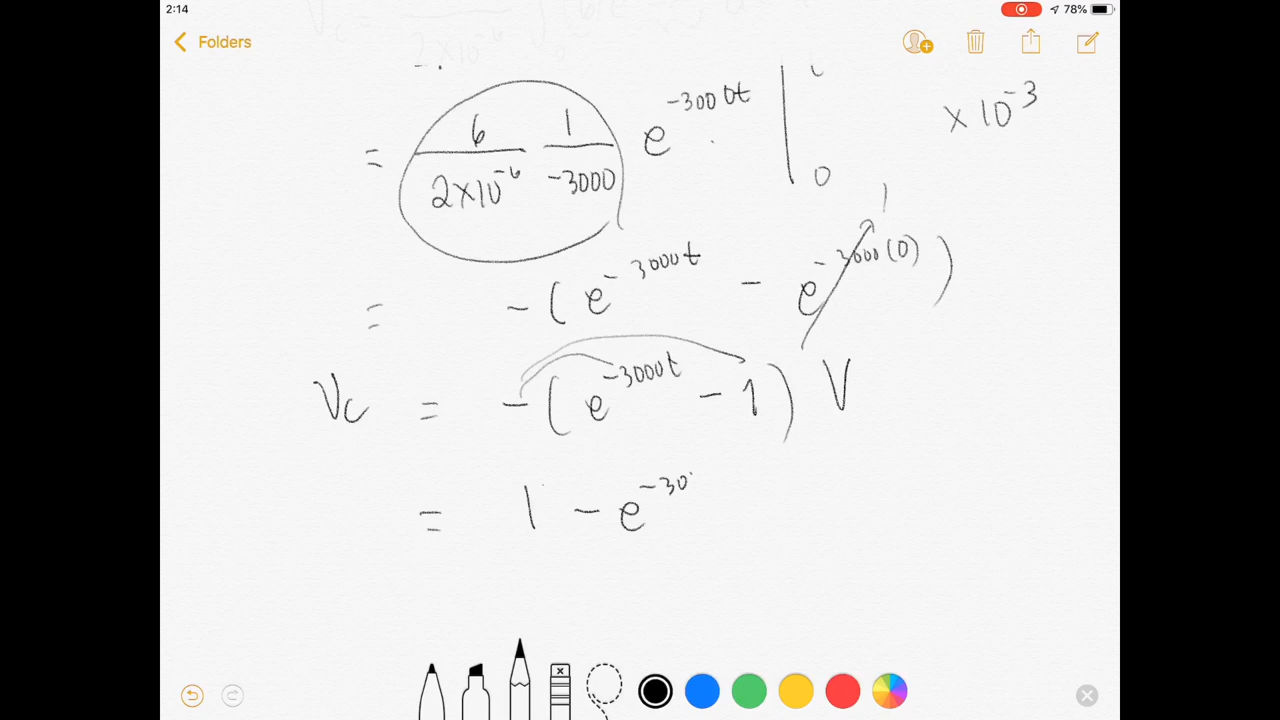 2:14 78%
Folders
= 6/2×10⁻⁶ 1/-3000 e⁻³⁰⁰⁰ᵗ | 0 ×10⁻³
= -(e⁻³⁰⁰⁰ᵗ - e⁻³⁰⁰⁰⁽⁰⁾) 1
Vc = -(e⁻³⁰⁰⁰ᵗ - 1) V
= 1 - e⁻³⁰